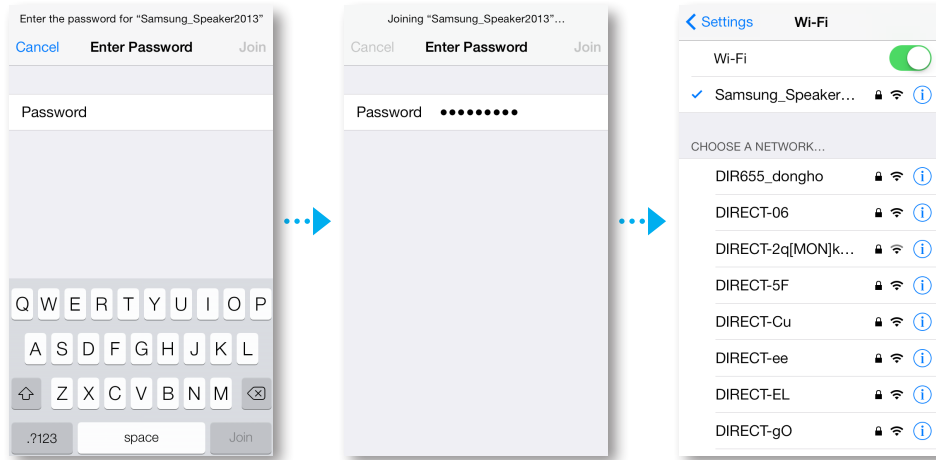 Enter the password for “Samsung_Speaker2013”
Cancel Enter Password Join
Password
Q W E R T Y U I O P
A S D F G H J K L
Z X C V B N M
.?123 space Join
Joining “Samsung_Speaker2013”...
Cancel Enter Password Join
Password •••••••••
Settings Wi-Fi
Wi-Fi
Samsung_Speaker...
CHOOSE A NETWORK...
DIR655_dongho
DIRECT-06
DIRECT-2q[MON]k...
DIRECT-5F
DIRECT-Cu
DIRECT-ee
DIRECT-EL
DIRECT-gO